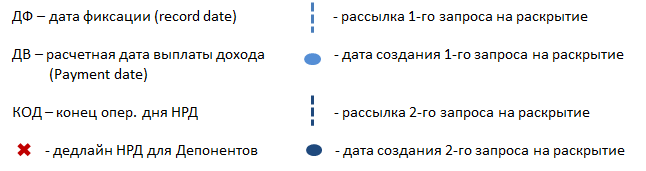 ДФ – дата фиксации (record date)
- рассылка 1-го запроса на раскрытие
ДВ – расчетная дата выплаты дохода
(Payment date)
- дата создания 1-го запроса на раскрытие
КОД – конец опер. дня НРД
- рассылка 2-го запроса на раскрытие
- дедлайн НРД для Депонентов
- дата создания 2-го запроса на раскрытие